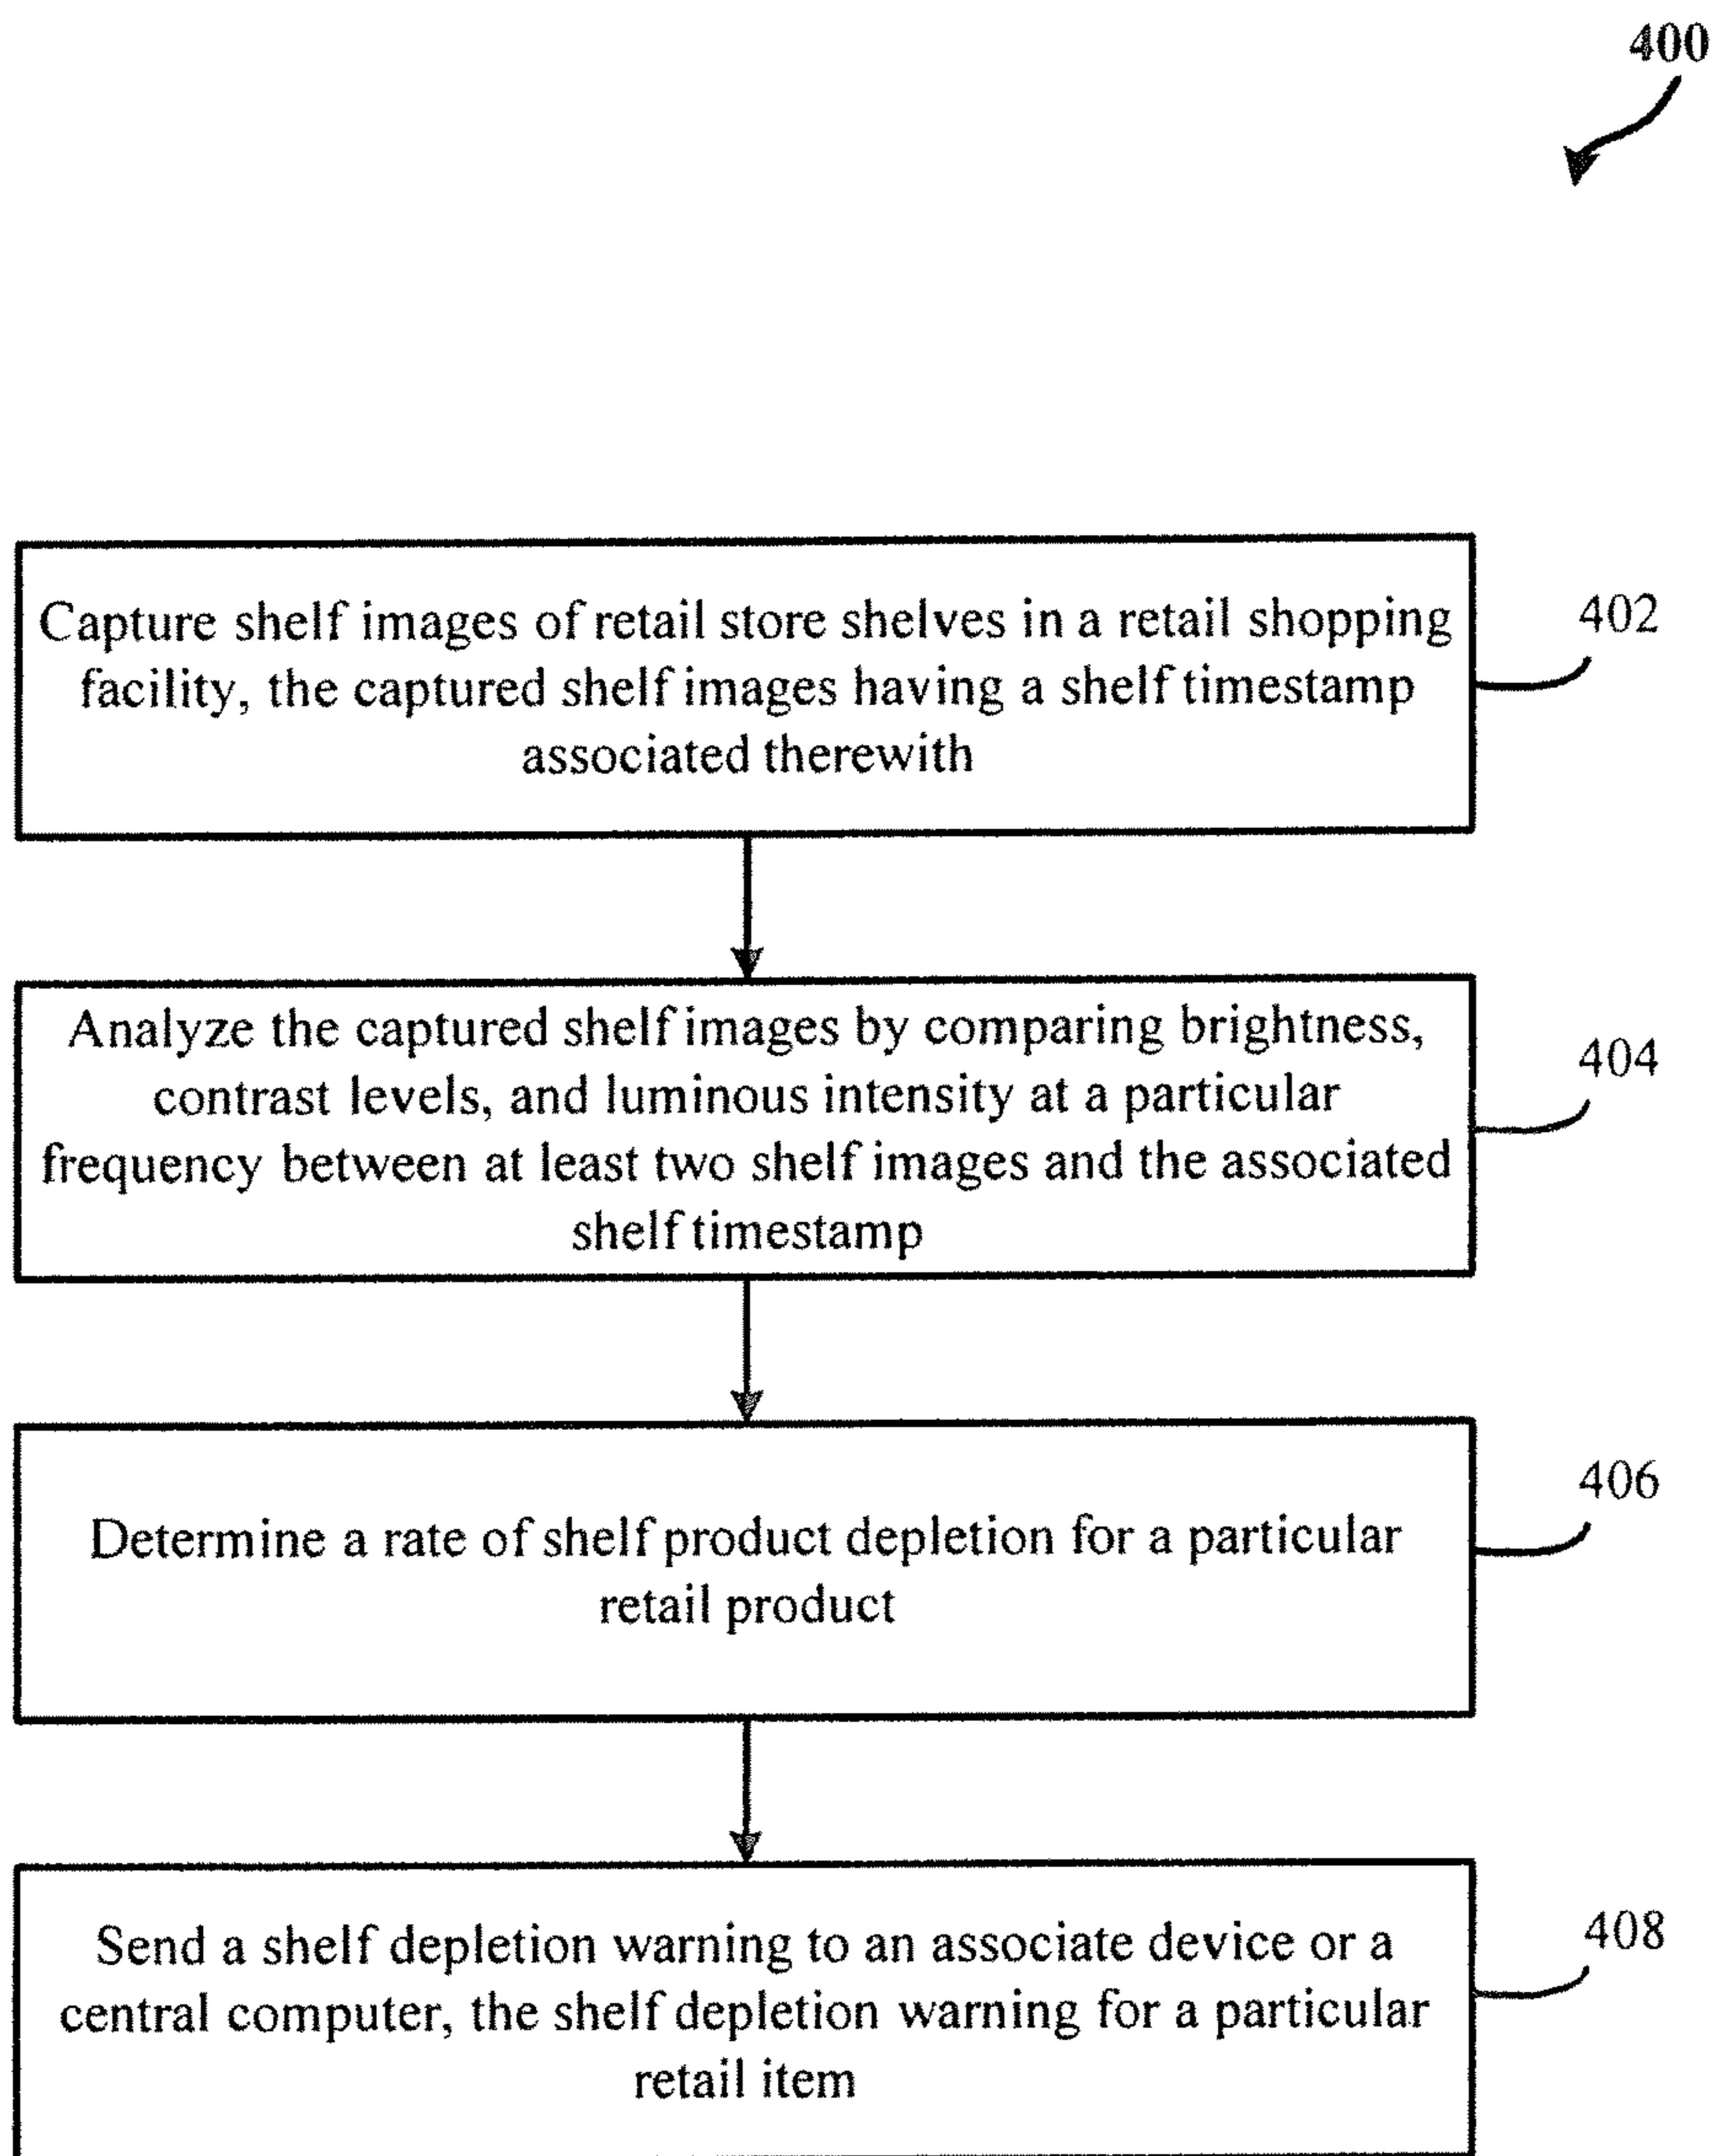 400
Capture shelf images of retail store shelves in a retail shopping
facility, the captured shelf images having a shelf timestamp
associated therewith
402
Analyze the captured shelf images by comparing brightness,
contrast levels, and luminous intensity at a particular
frequency between at least two shelf images and the associated
shelf timestamp
404
Determine a rate of shelf product depletion for a particular
retail product
406
Send a shelf depletion warning to an associate device or a
central computer, the shelf depletion warning for a particular
retail item
408